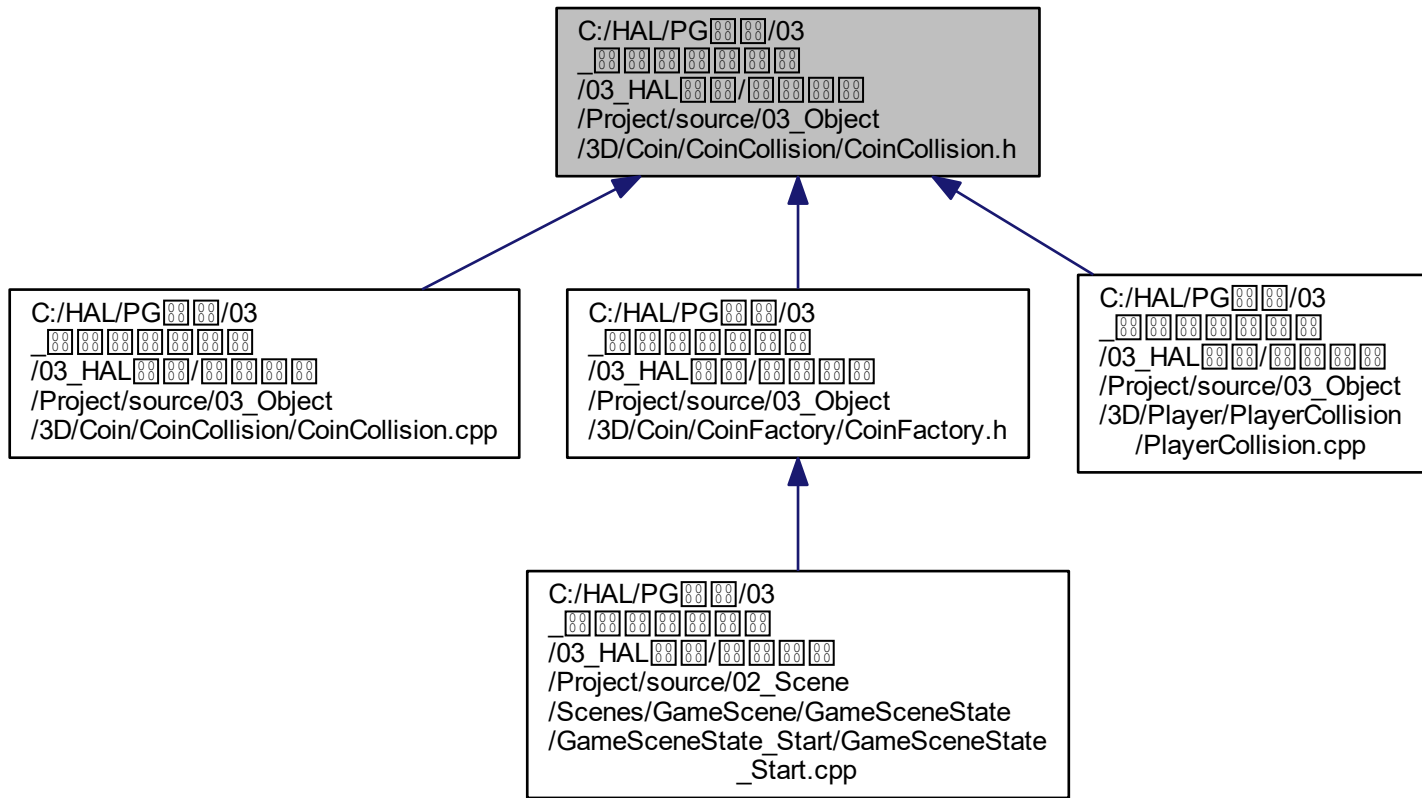 C:/HAL/PG/03
_
/03_HAL/
/Project/source/03_Object
/3D/Coin/CoinCollision/CoinCollision.h
C:/HAL/PG/03
_
/03_HAL/
/Project/source/03_Object
/3D/Coin/CoinCollision/CoinCollision.cpp
C:/HAL/PG/03
_
/03_HAL/
/Project/source/03_Object
/3D/Coin/CoinFactory/CoinFactory.h
C:/HAL/PG/03
_
/03_HAL/
/Project/source/03_Object
/3D/Player/PlayerCollision
/PlayerCollision.cpp
C:/HAL/PG/03
_
/03_HAL/
/Project/source/02_Scene
/Scenes/GameScene/GameSceneState
/GameSceneState_Start/GameSceneState
_Start.cpp